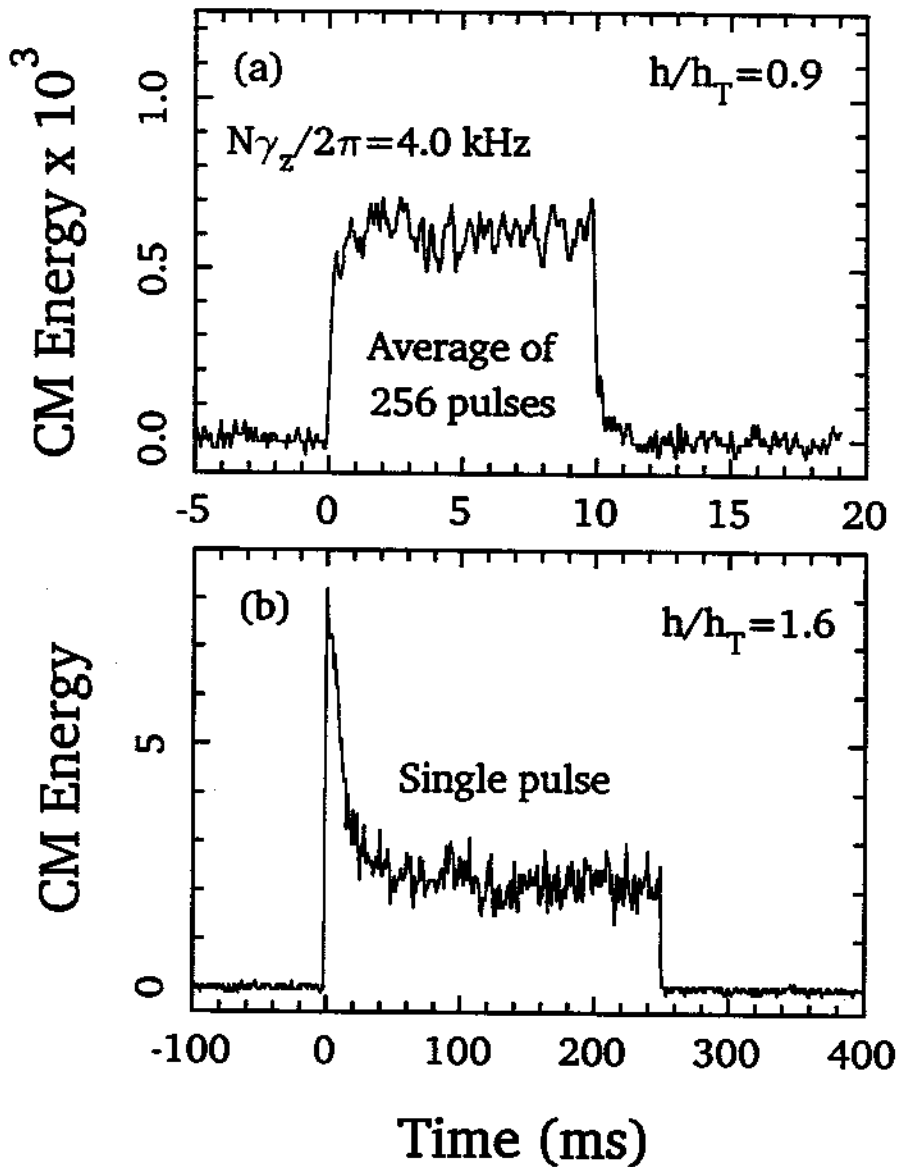 CM Energy x 10³
(a)
h/h_T=0.9
Nγ_z/2π=4.0 kHz
Average of
256 pulses
1.0
0.5
0.0
-5 0 5 10 15 20
CM Energy
(b)
h/h_T=1.6
Single pulse
5
0
-100 0 100 200 300 400
Time (ms)